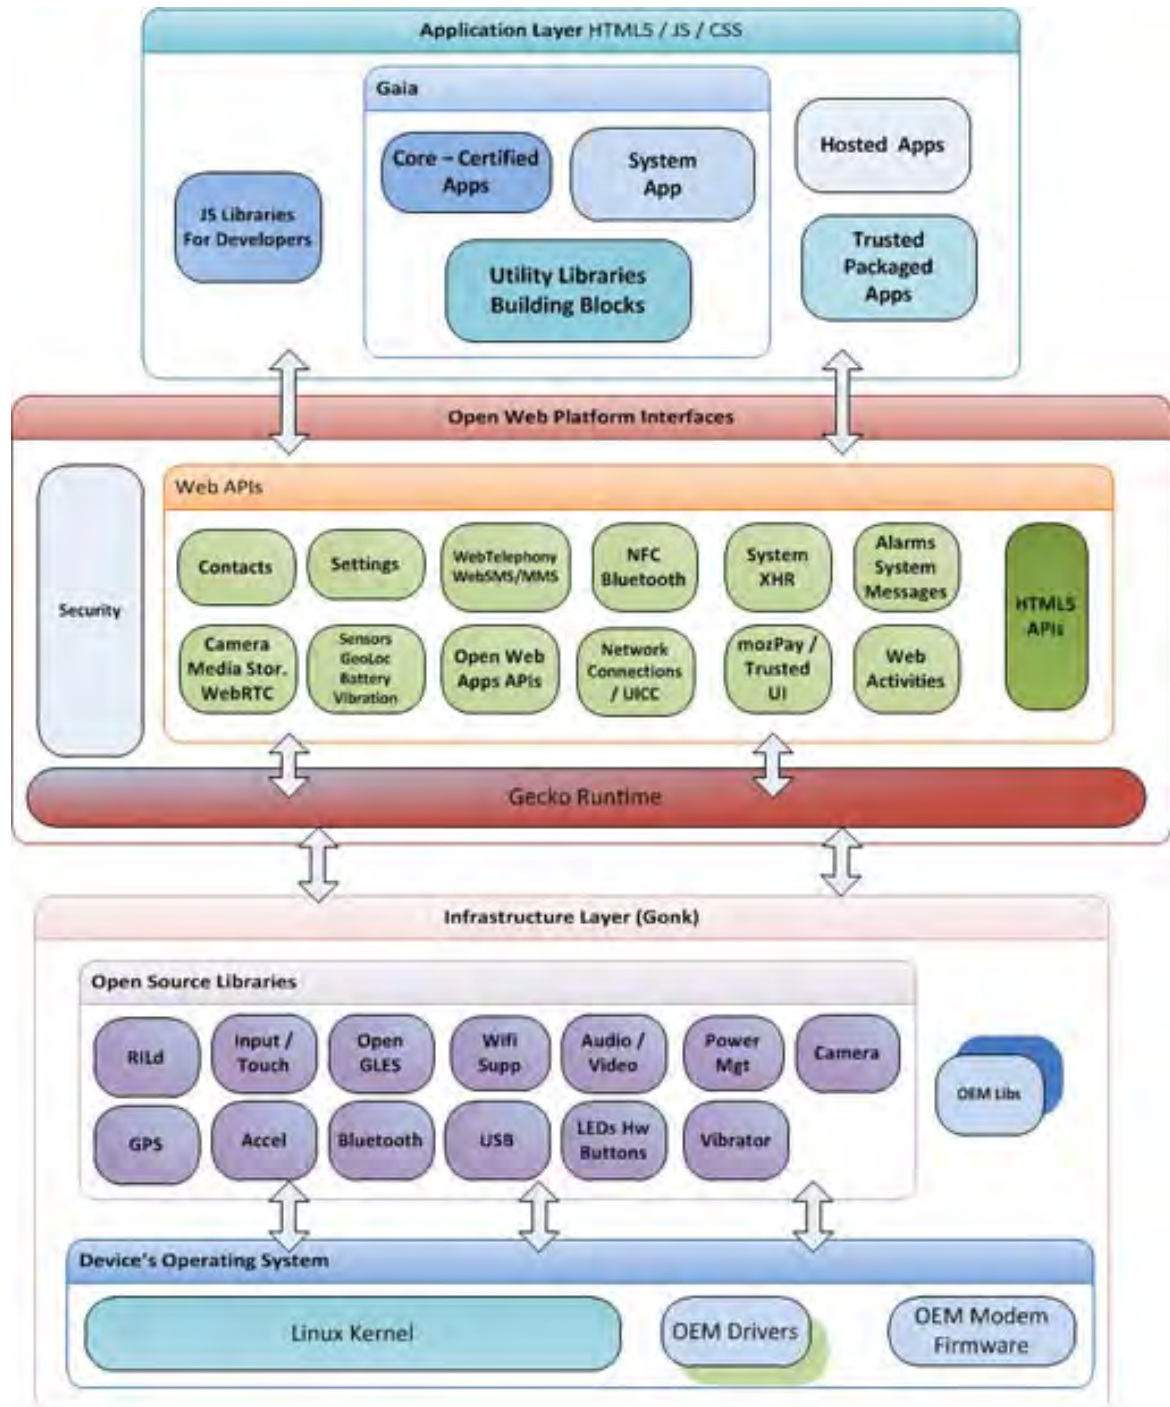 Application Layer HTML5 / JS / CSS
Gaia
Core – Certified
Apps
System
App
Hosted Apps
JS Libraries
For Developers
Utility Libraries
Building Blocks
Trusted
Packaged
Apps
Open Web Platform Interfaces
Security
Web APIs
Contacts
Settings
WebTelephony
WebSMS/MMS
NFC
Bluetooth
System
XHR
Alarms
System
Messages
HTML5
APIs
Camera
Media Stor.
WebRTC
Sensors
GeoLoc
Battery
Vibration
Open Web
Apps APIs
Network
Connections
/ UICC
mozPay /
Trusted
UI
Web
Activities
Gecko Runtime
Infrastructure Layer (Gonk)
Open Source Libraries
RILd
Input /
Touch
Open
GLES
Wifi
Supp
Audio /
Video
Power
Mgt
Camera
OEM Libs
GPS
Accel
Bluetooth
USB
LEDs Hw
Buttons
Vibrator
Device's Operating System
Linux Kernel
OEM Drivers
OEM Modem
Firmware